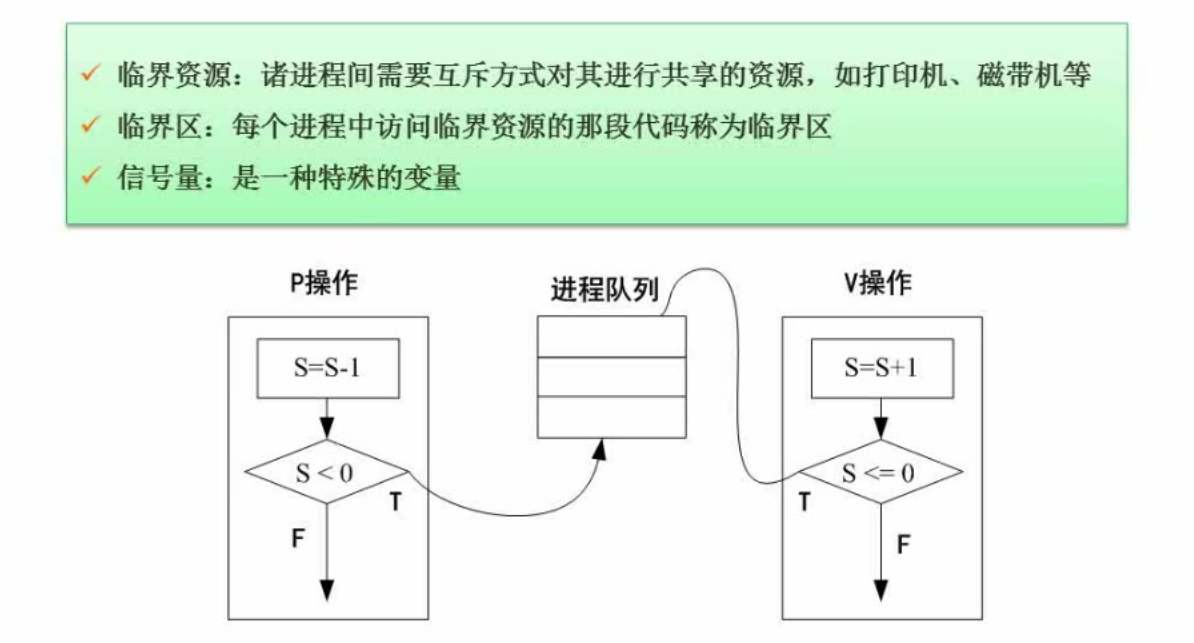 ✓ 临界资源：诸进程间需要互斥方式对其进行共享的资源，如打印机、磁带机等
✓ 临界区：每个进程中访问临界资源的那段代码称为临界区
✓ 信号量：是一种特殊的变量
P操作
进程队列
V操作
S=S-1
S=S+1
S < 0
S <= 0
T
T
F
F